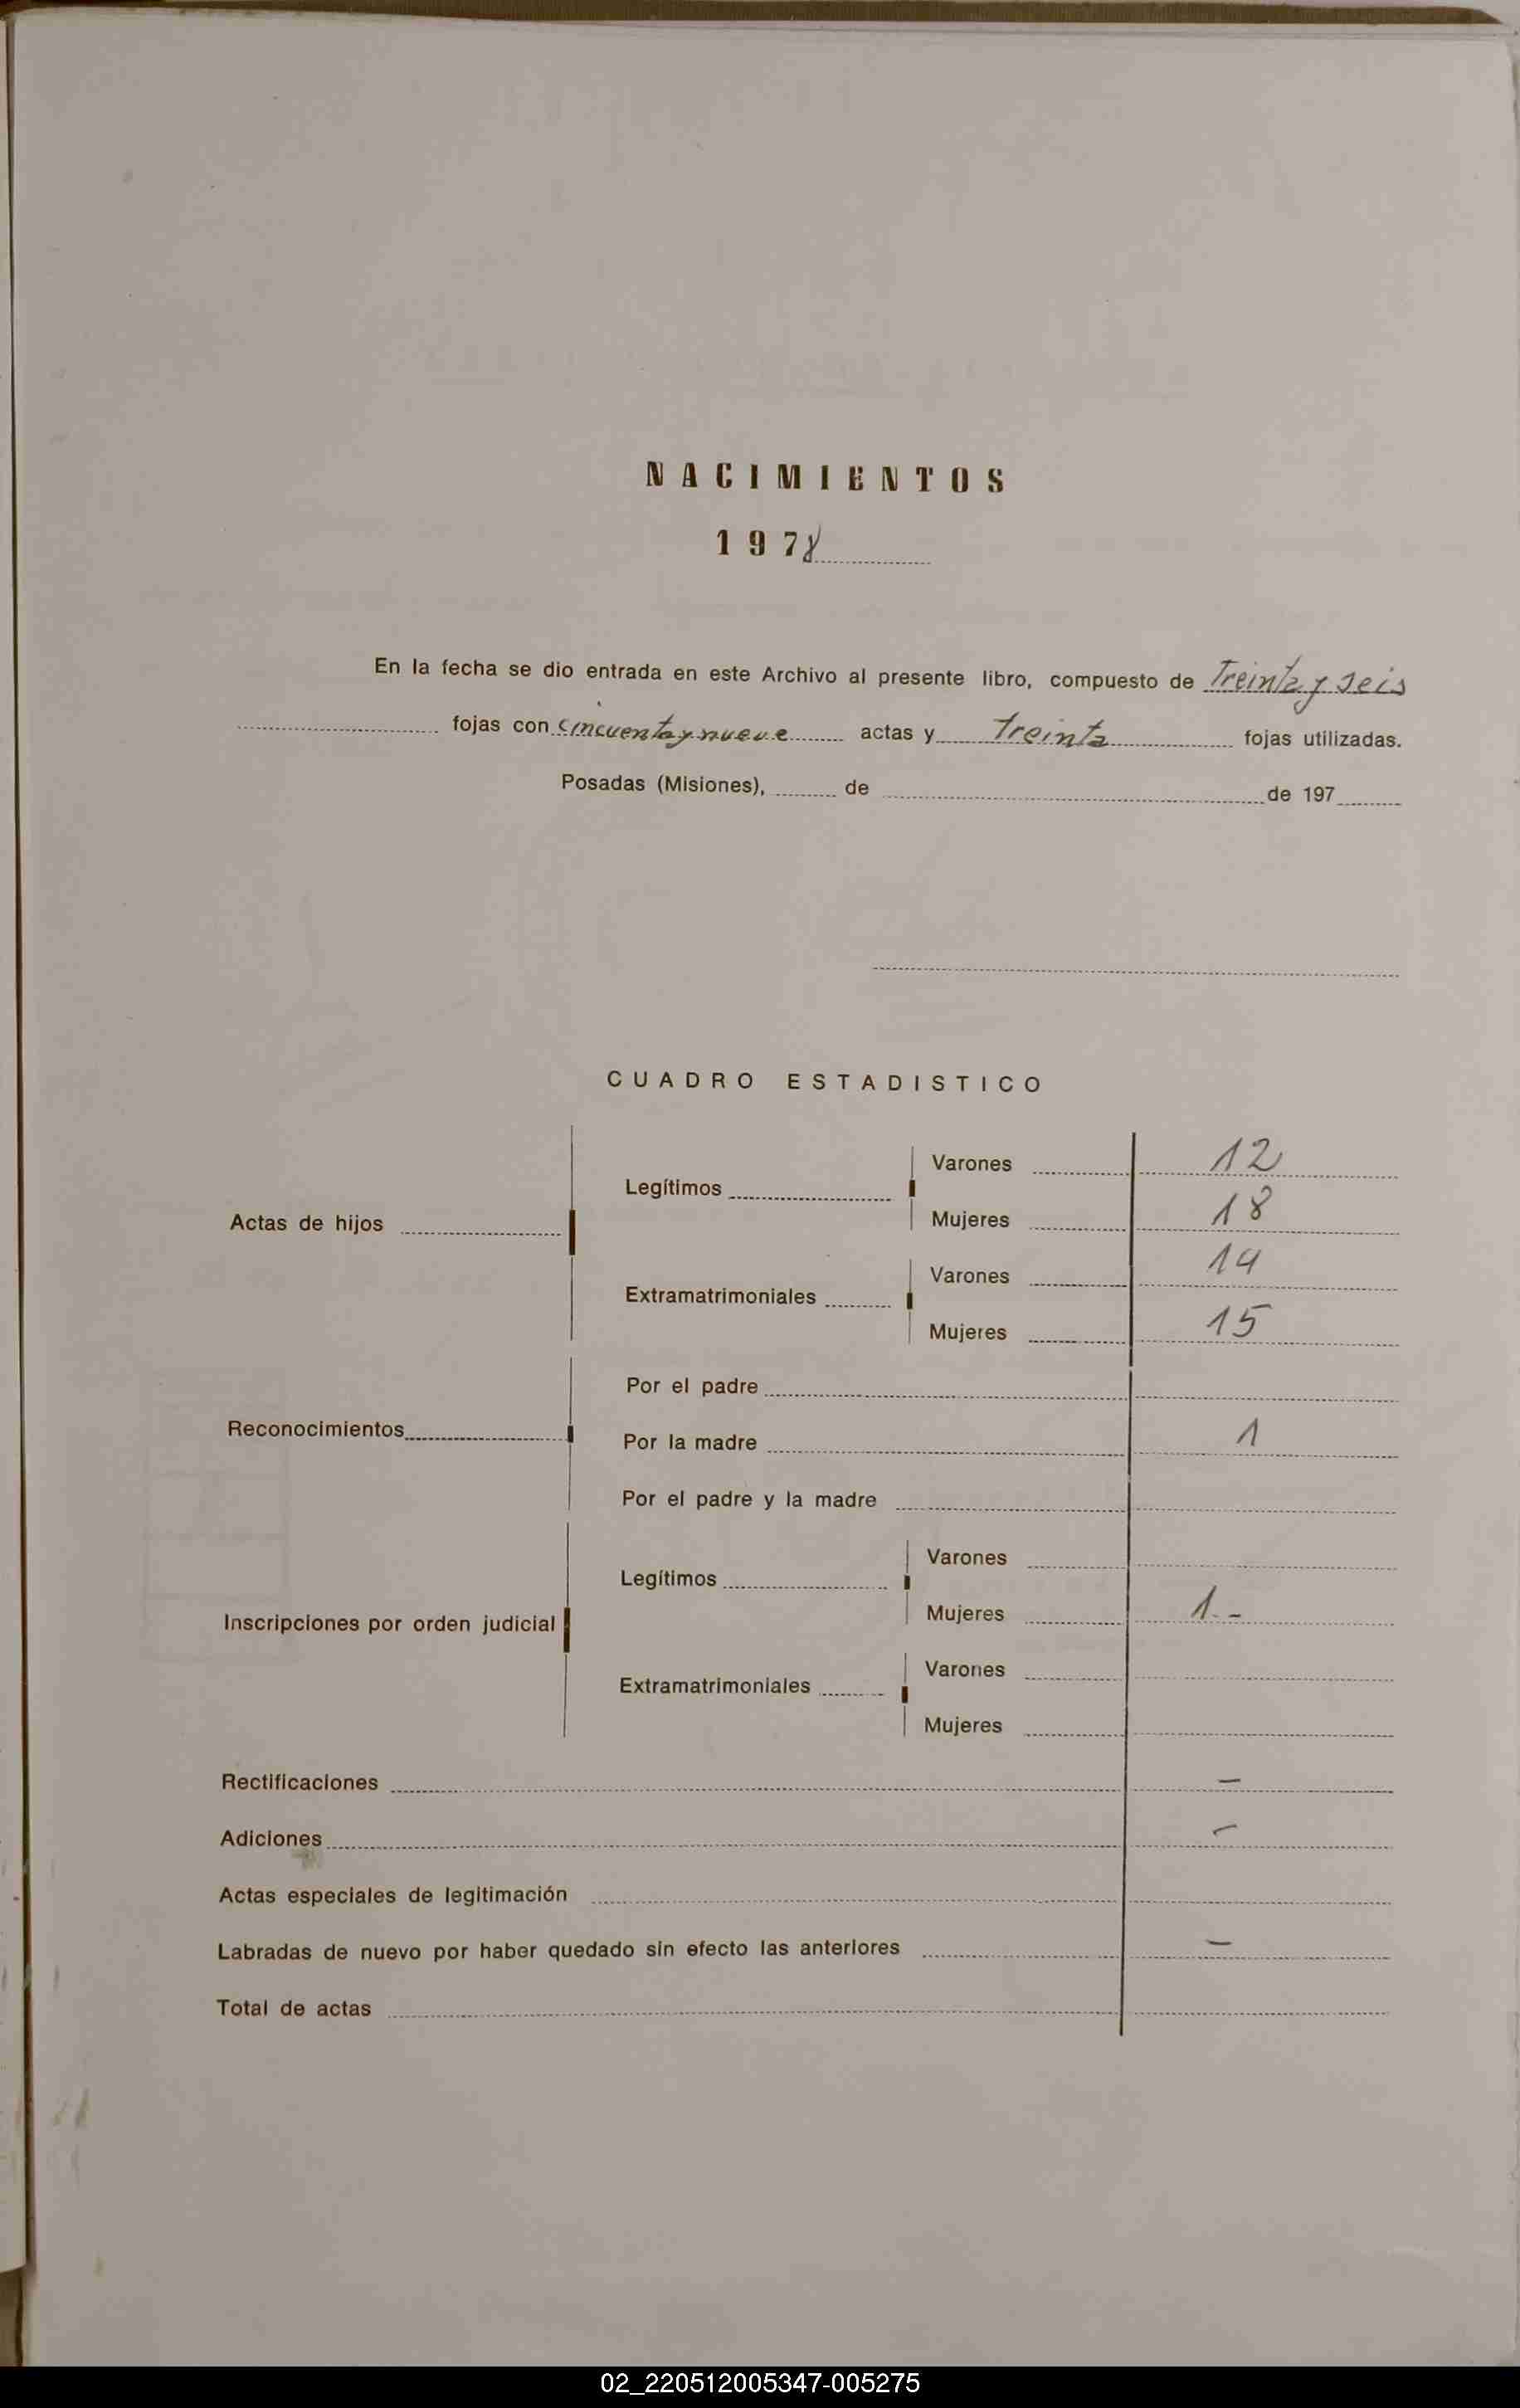 NACIMIENTOS
1978
En la fecha se dio entrada en este Archivo al presente libro, compuesto de Treinta y seis
fojas con cincuenta y nueve actas y Treinta fojas utilizadas.
Posadas (Misiones), de de 197
CUADRO ESTADISTICO
Varones 12
Legítimos
Mujeres 18
Actas de hijos
Varones 14
Extramatrimoniales
Mujeres 15
Por el padre
Reconocimientos
Por la madre 1
Por el padre y la madre
Varones
Legítimos
Mujeres 1.-
Inscripciones por orden judicial
Varones
Extramatrimoniales
Mujeres
Rectificaciones –
Adiciones –
Actas especiales de legitimación
Labradas de nuevo por haber quedado sin efecto las anteriores –
Total de actas
02_220512005347-005275